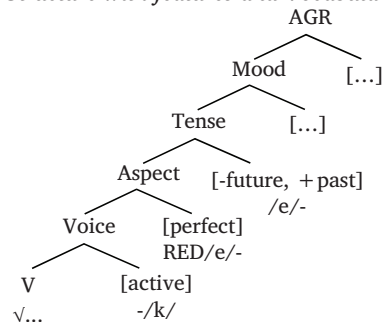 AGR
Mood
[...]
Tense
[...]
Aspect
[-future, +past]
/e/-
Voice
[perfect]
RED/e/-
V
[active]
√...
-/k/